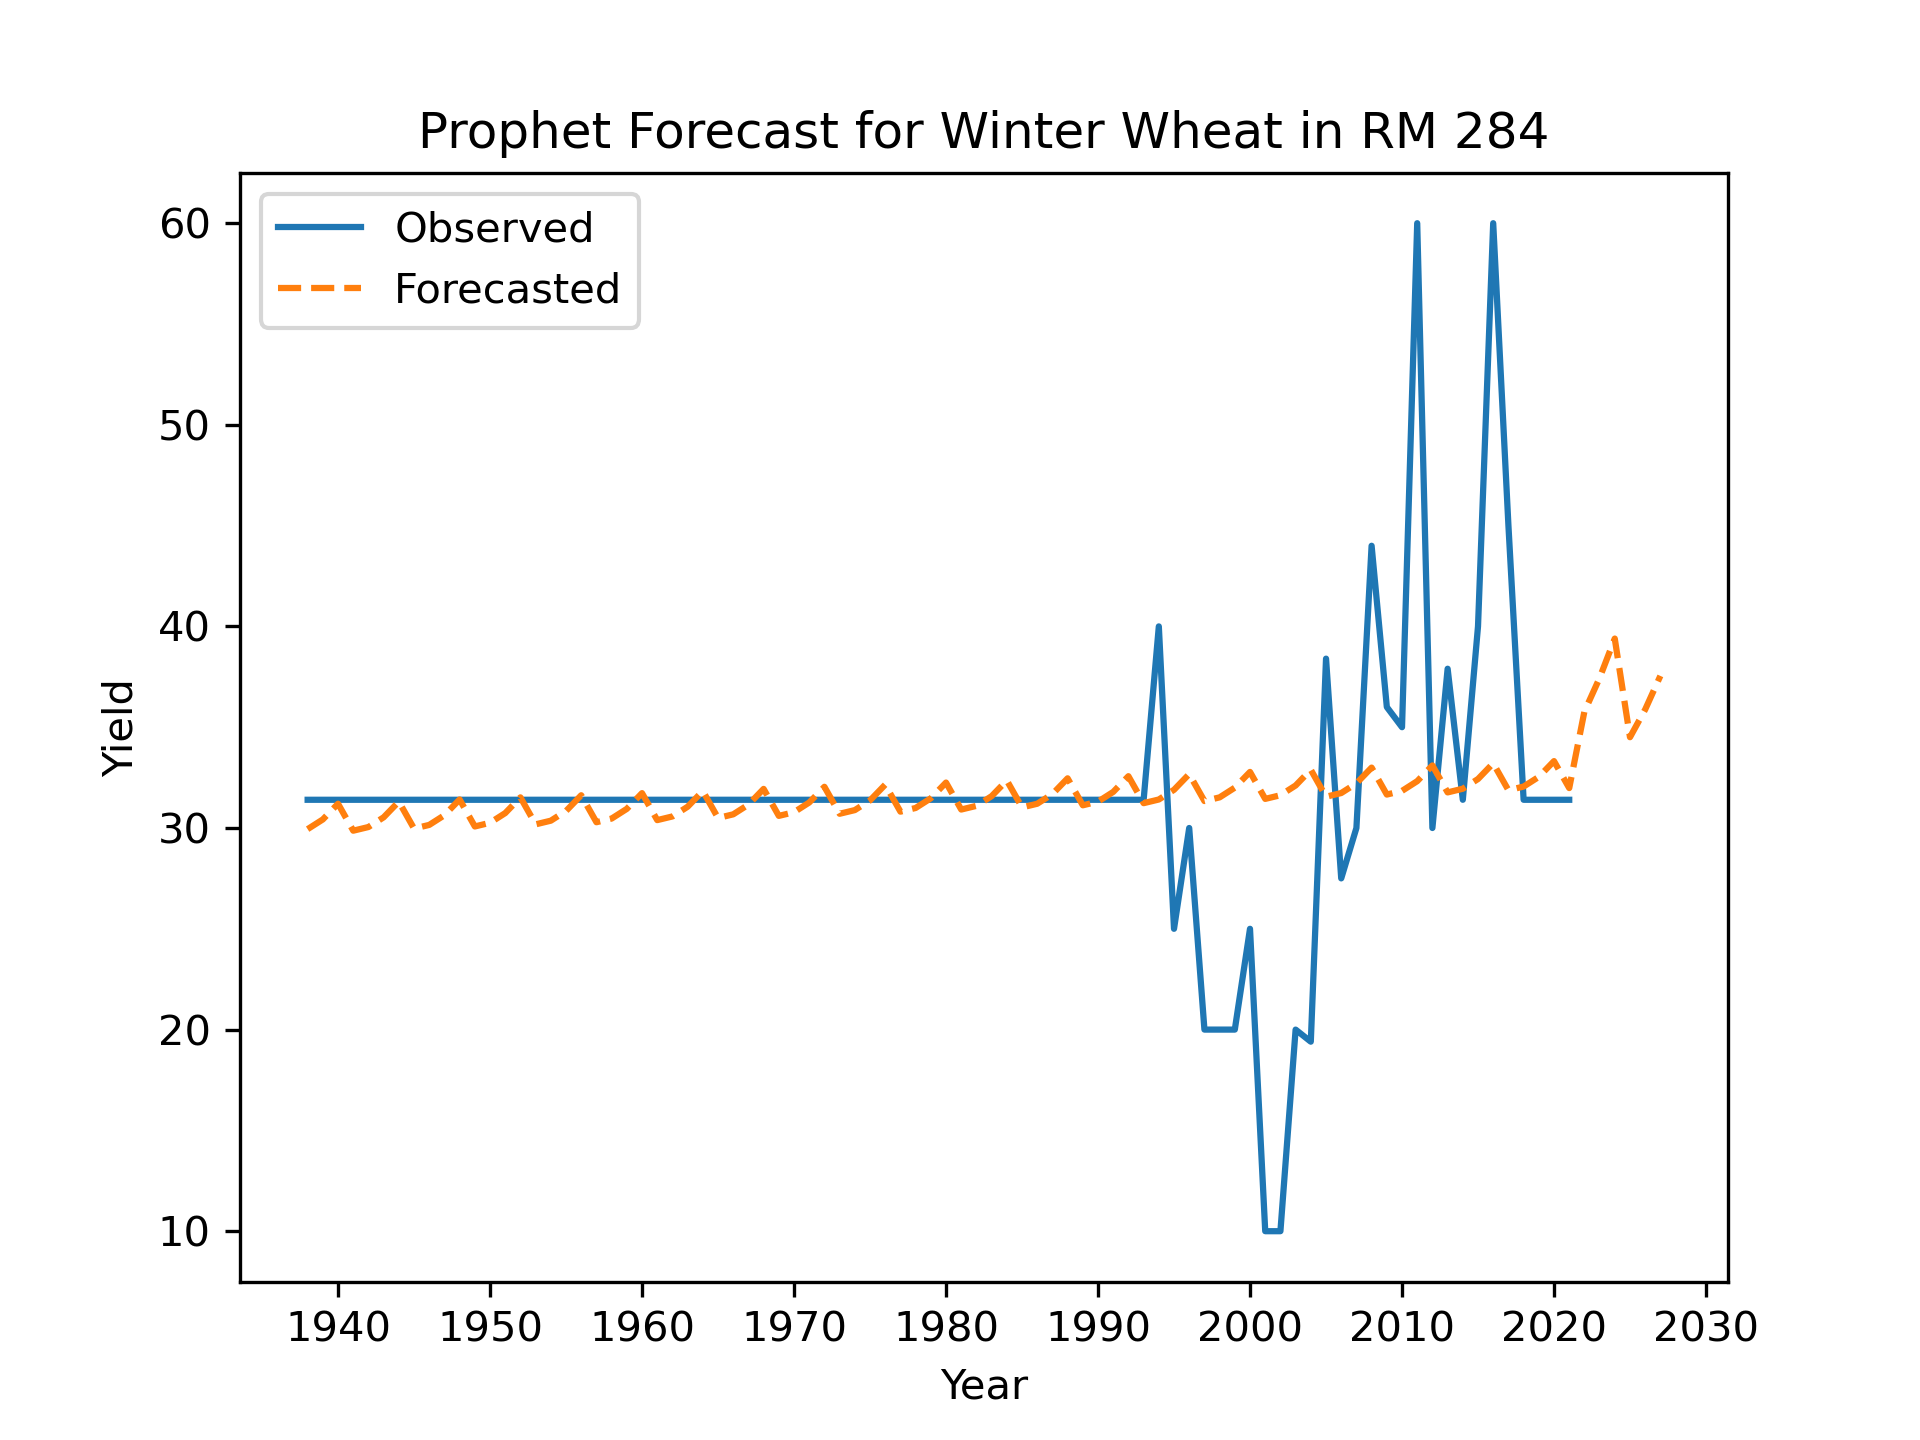 Prophet Forecast for Winter Wheat in RM 284
Observed
Forecasted
60
50
40
30
20
10
Yield
1940 1950 1960 1970 1980 1990 2000 2010 2020 2030
Year